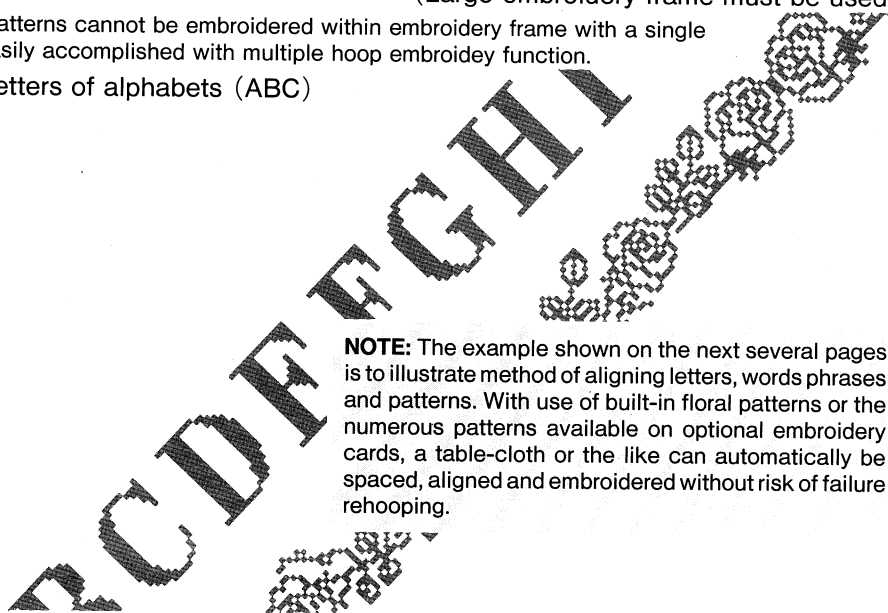 (Large embroidery frame must be used
atterns cannot be embroidered within embroidery frame with a single
asily accomplished with multiple hoop embroidey function.
etters of alphabets (ABC)
BCDEFGHI
NOTE: The example shown on the next several pages
is to illustrate method of aligning letters, words phrases
and patterns. With use of built-in floral patterns or the
numerous patterns available on optional embroidery
cards, a table-cloth or the like can automatically be
spaced, aligned and embroidered without risk of failure
rehooping.